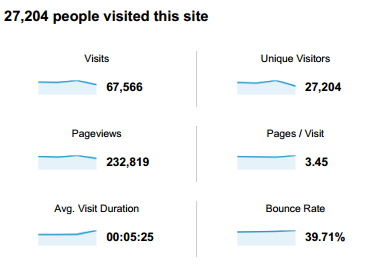 27,204 people visited this site
Visits
67,566
Unique Visitors
27,204
Pageviews
232,819
Pages / Visit
3.45
Avg. Visit Duration
00:05:25
Bounce Rate
39.71%